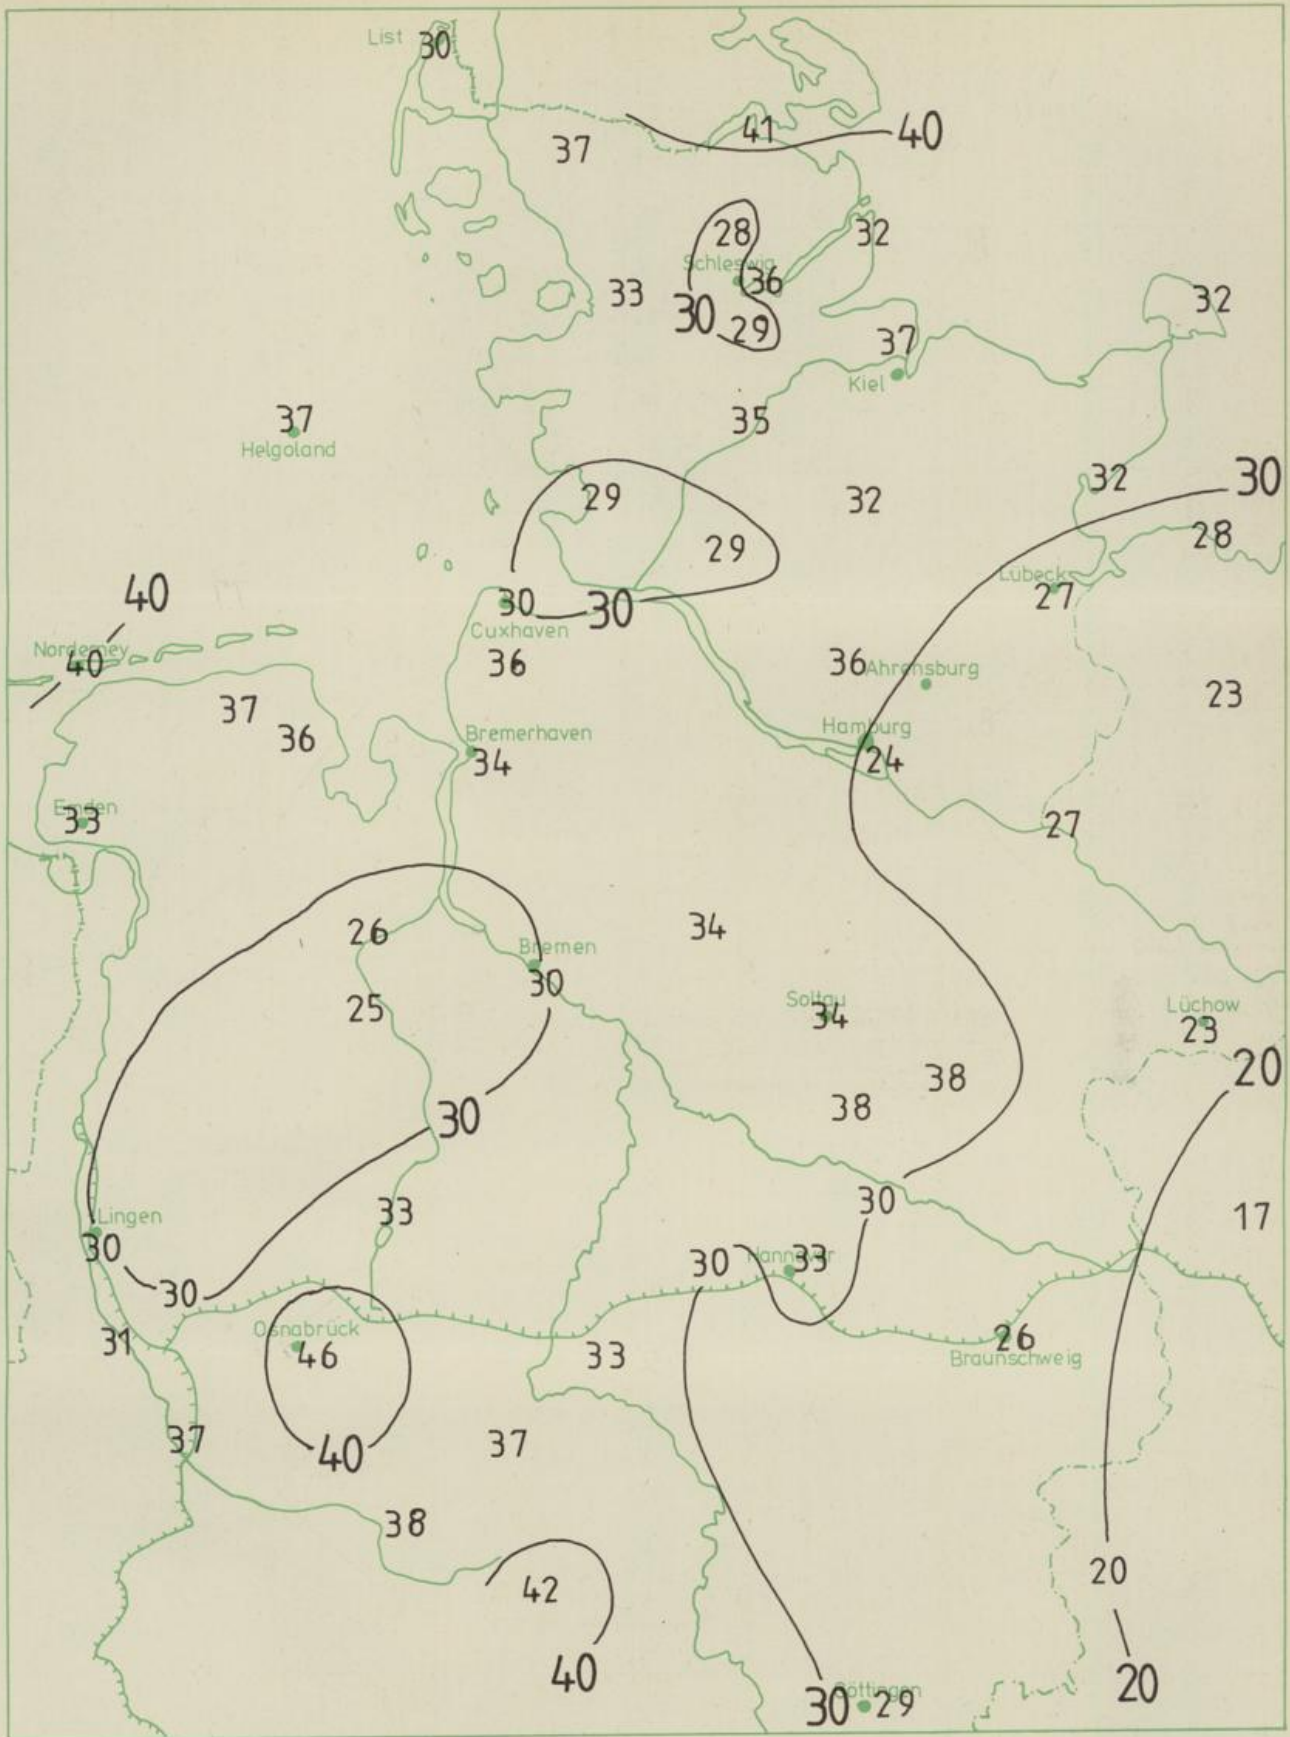 List 30
41 40
37
28 32
Schleswig
36
33 32
30 29
37
Kiel
37 35
Helgoland
32 30
29 32
29 28
Lübeck
27
40 30 30
Cuxhaven
Norderney
40 36 36 Ahrensburg
37 23
36 Hamburg
Bremerhaven
34 24
Emden
33 27
26 34
Bremen
30
25 Soltau Lüchow
34 23
20
38
30 38
33 30 17
Lingen
30 30 Hannover 33
30
31 Osnabrück 26
46 33 Braunschweig
37 40 37
38
42 20
40 Göttingen 20
30 29